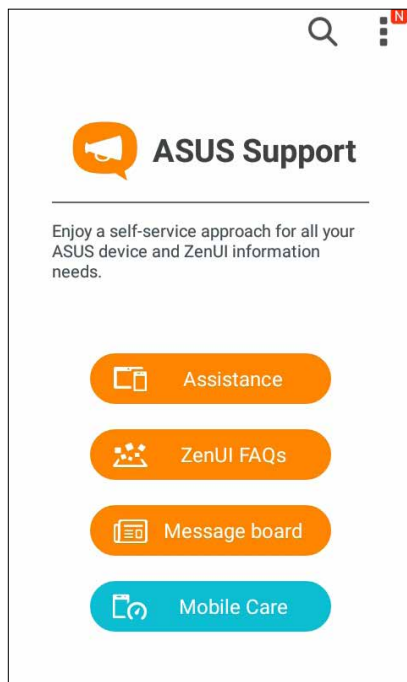 N
ASUS Support
Enjoy a self-service approach for all your
ASUS device and ZenUI information
needs.
Assistance
ZenUI FAQs
Message board
Mobile Care